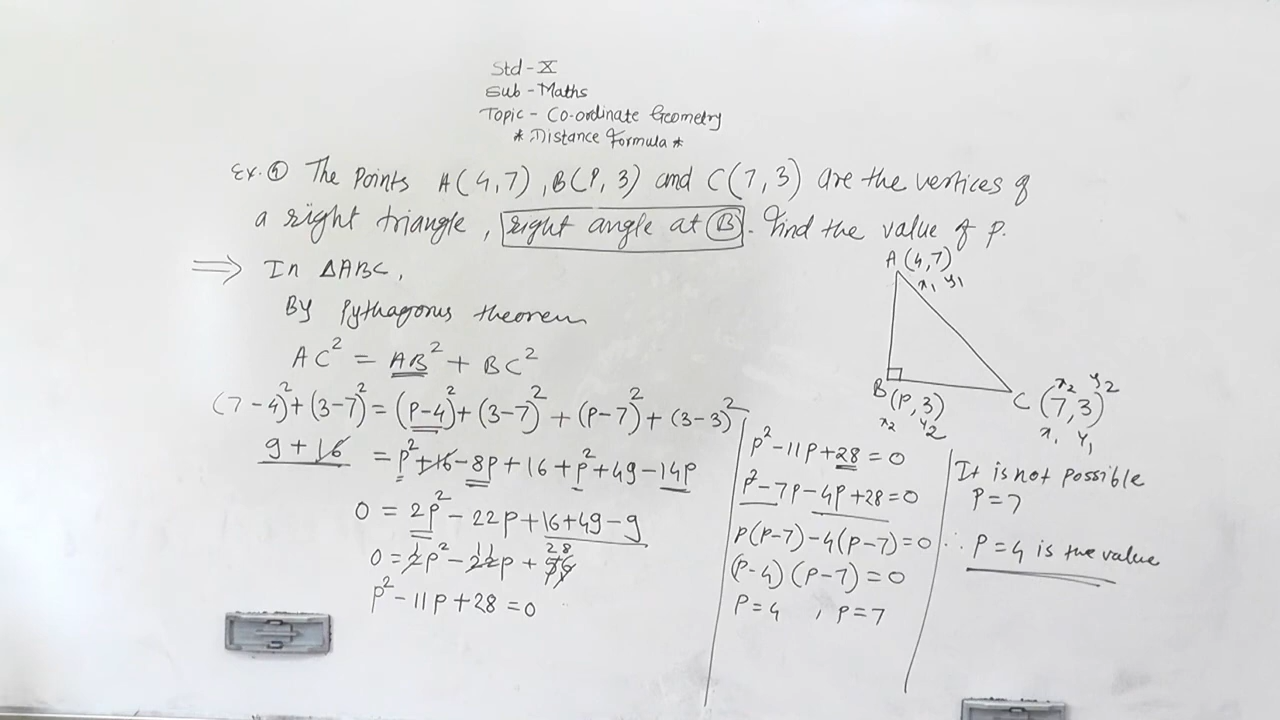 Std - X
Sub - Maths
Topic - Co-ordinate Geometry
* Distance Formula *
Ex. ④ The Points A(4,7), B(P, 3) and C(7,3) are the vertices of
a right triangle, right angle at Ⓑ. Find the value of P.
⇒ In △ABC,
By Pythagorus theorem
AC² = AB² + BC²
(7-4)² + (3-7)² = (P-4)² + (3-7)² + (P-7)² + (3-3)²
9 + 16 = P² + 16 - 8P + 16 + P² + 49 - 14P
0 = 2P² - 22P + 16 + 49 - 9
0 = 2P² - 22P + 56
1 11 28
P² - 11P + 28 = 0
P² - 11P + 28 = 0
P² - 7P - 4P + 28 = 0
P(P-7) - 4(P-7) = 0
(P-4) (P-7) = 0
P = 4 , P = 7
It is not possible
P = 7
∴ P = 4 is the value
A (4,7)
x₁ y₁
B (P, 3)
x₂ y₂
x₂ y₂
C (7,3)
x₁ y₁